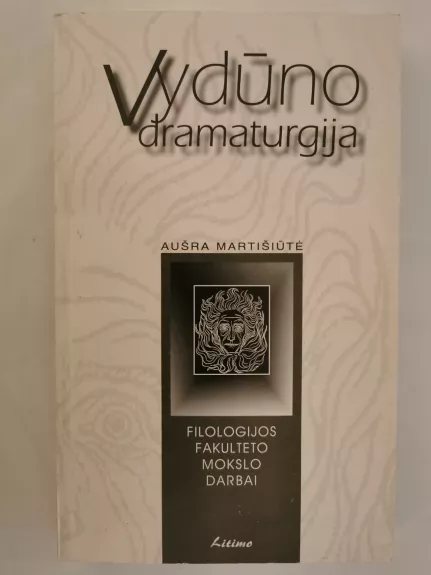 Vydūno
dramaturgija
AUŠRA MARTIŠIŪTĖ
FILOLOGIJOS
FAKULTETO
MOKSLO
DARBAI
Litimo